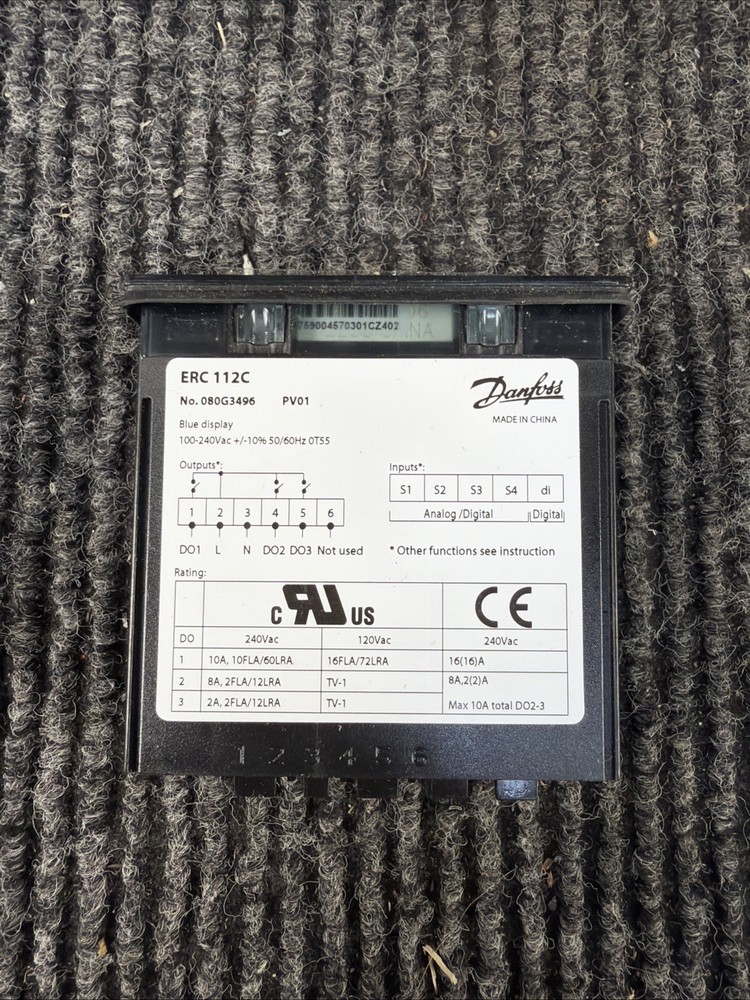 759004570301CZ402
ERC 112C
No. 080G3496 PV01
Danfoss
MADE IN CHINA
Blue display
100-240Vac +/-10% 50/60Hz 0T55
Outputs*:
1 2 3 4 5 6
DO1 L N DO2 DO3 Not used
Inputs*:
S1 S2 S3 S4 di
Analog /Digital Digital
* Other functions see instruction
Rating:
c RU US CE
DO 240Vac 120Vac 240Vac
1 10A, 10FLA/60LRA 16FLA/72LRA 16(16)A
2 8A, 2FLA/12LRA TV-1 8A,2(2)A
3 2A, 2FLA/12LRA TV-1 Max 10A total DO2-3
1 2 3 4 5 6